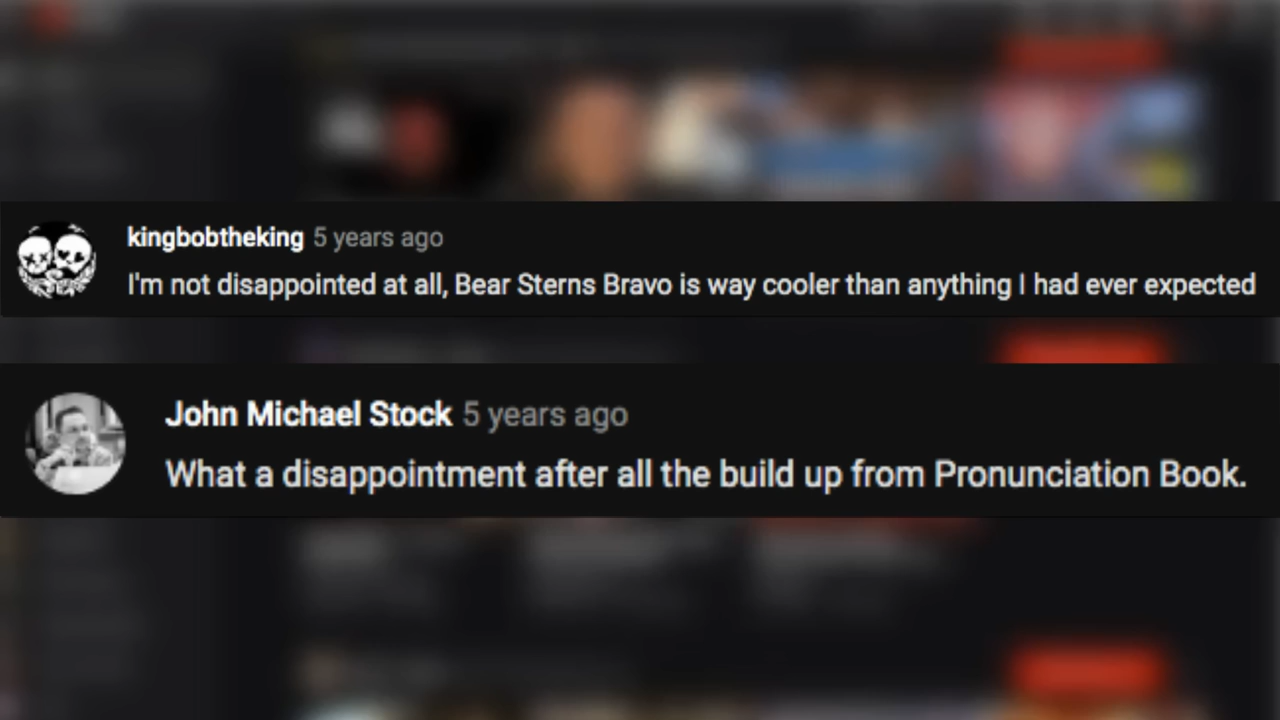 kingbobtheking 5 years ago
I'm not disappointed at all, Bear Sterns Bravo is way cooler than anything I had ever expected
John Michael Stock 5 years ago
What a disappointment after all the build up from Pronunciation Book.